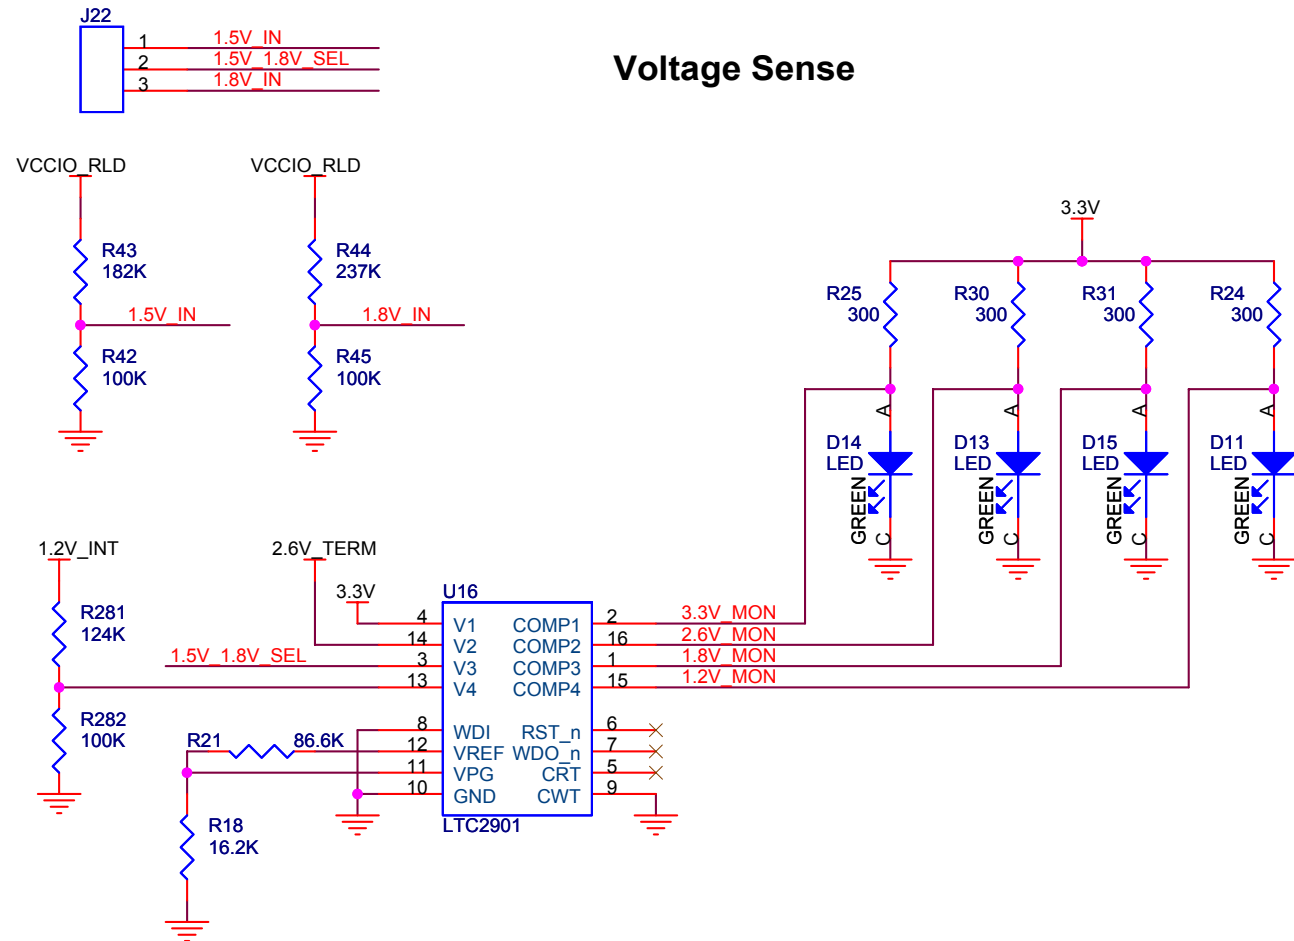 J22
1 1.5V_IN
2 1.5V_1.8V_SEL
3 1.8V_IN
Voltage Sense
VCCIO_RLD
R43
182K
1.5V_IN
R42
100K
VCCIO_RLD
R44
237K
1.8V_IN
R45
100K
3.3V
R25
300
R30
300
R31
300
R24
300
A
A
A
A
D14
LED
GREEN
C
D13
LED
GREEN
C
D15
LED
GREEN
C
D11
LED
GREEN
C
1.2V_INT
R281
124K
R282
100K
2.6V_TERM
3.3V
1.5V_1.8V_SEL
U16
4 V1 COMP1 2 3.3V_MON
14 V2 COMP2 16 2.6V_MON
3 V3 COMP3 1 1.8V_MON
13 V4 COMP4 15 1.2V_MON
8 WDI RST_n 6
12 VREF WDO_n 7
11 VPG CRT 5
10 GND CWT 9
LTC2901
R21 86.6K
R18
16.2K